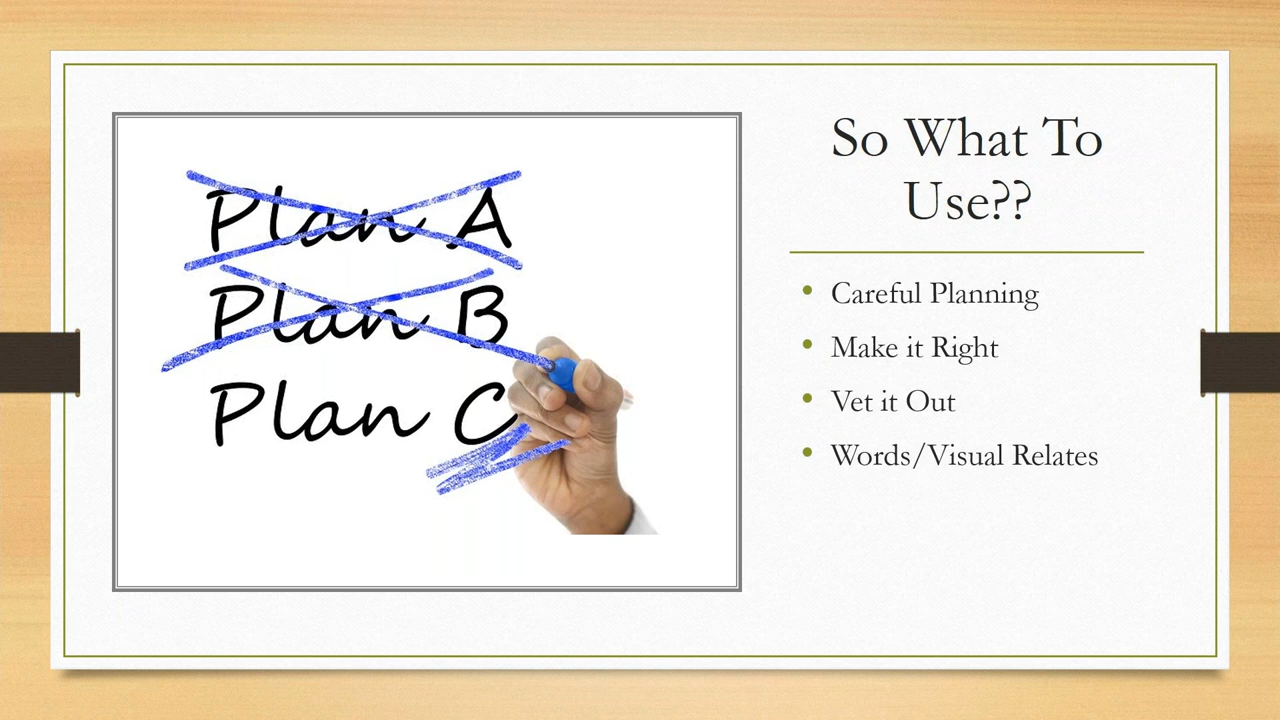 Plan A
Plan B
Plan C
So What To
Use??
• Careful Planning
• Make it Right
• Vet it Out
• Words/Visual Relates